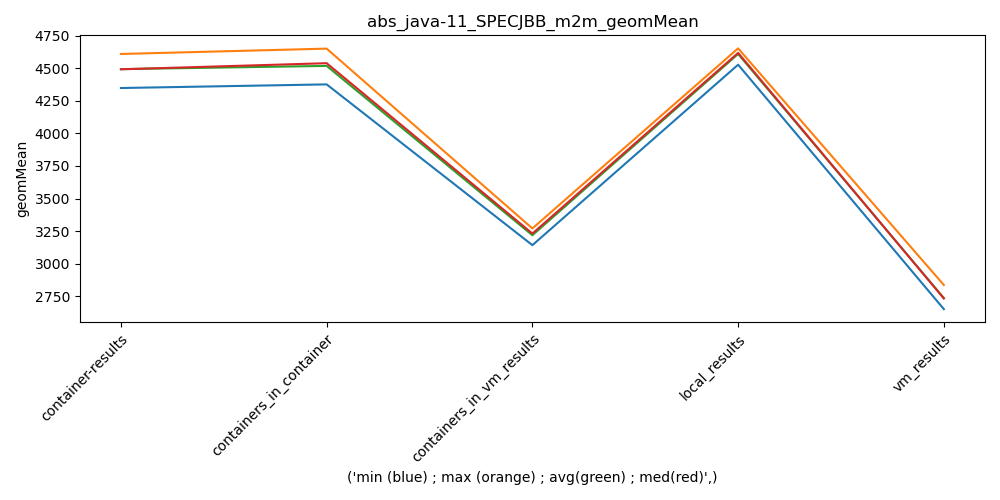 abs_java-11_SPECJBB_m2m_geomMean
4750
4500
4250
4000
3750
3500
3250
3000
2750
geomMean
container-results
containers_in_container
containers_in_vm_results
local_results
vm_results
('min (blue) ; max (orange) ; avg(green) ; med(red)',)